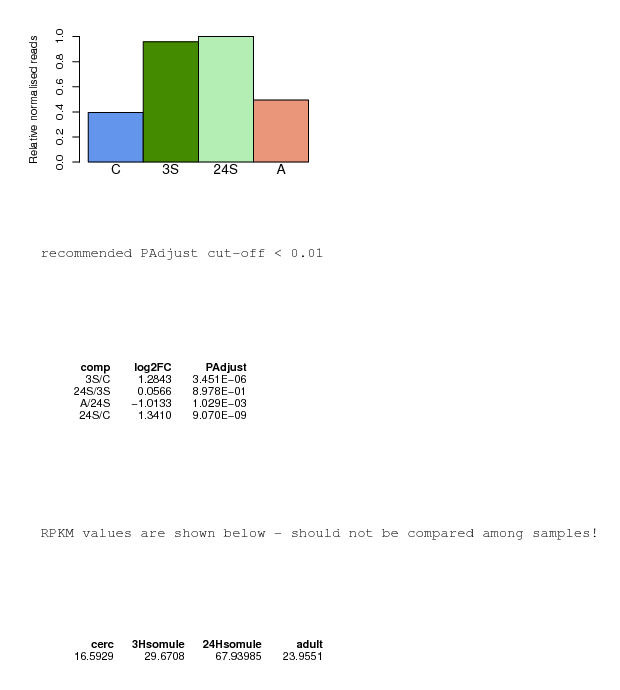 Relative normalised reads
1.0
0.8
0.6
0.4
0.2
0.0
C 3S 24S A
recommended PAdjust cut-off < 0.01
comp log2FC PAdjust
3S/C 1.2843 3.451E−06
24S/3S 0.0566 8.978E−01
A/24S −1.0133 1.029E−03
24S/C 1.3410 9.070E−09
RPKM values are shown below - should not be compared among samples!
cerc 3Hsomule 24Hsomule adult
16.5929 29.6708 67.93985 23.9551